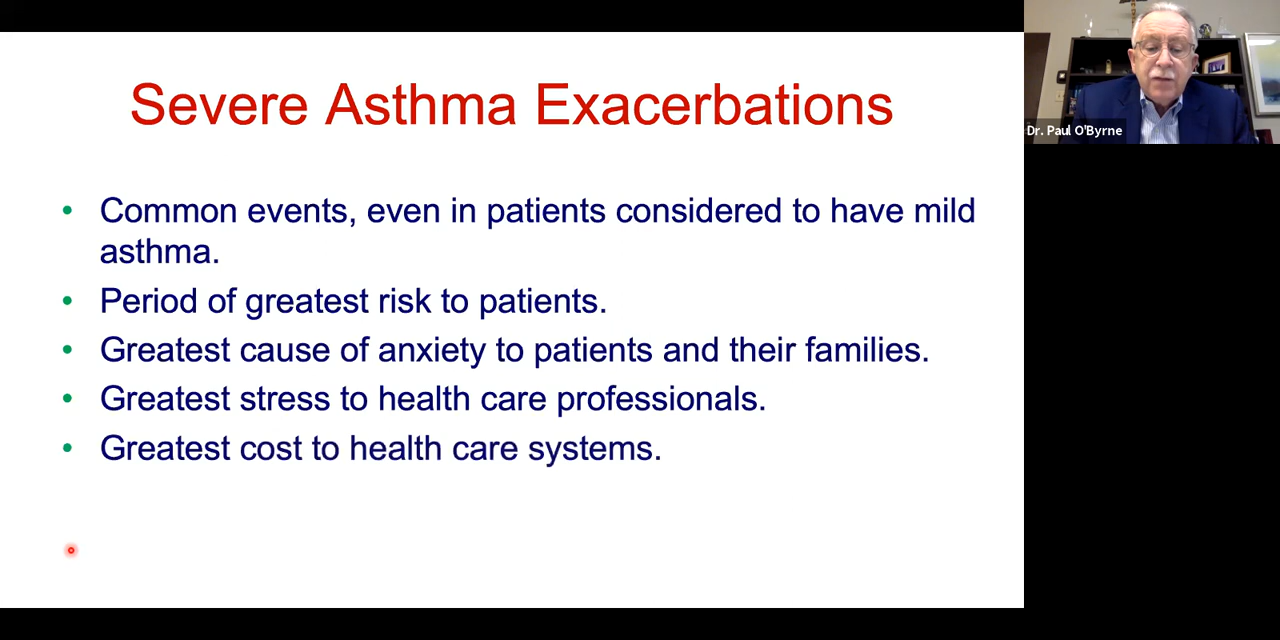 Severe Asthma Exacerbations
• Common events, even in patients considered to have mild
asthma.
• Period of greatest risk to patients.
• Greatest cause of anxiety to patients and their families.
• Greatest stress to health care professionals.
• Greatest cost to health care systems.
Dr. Paul O'Byrne